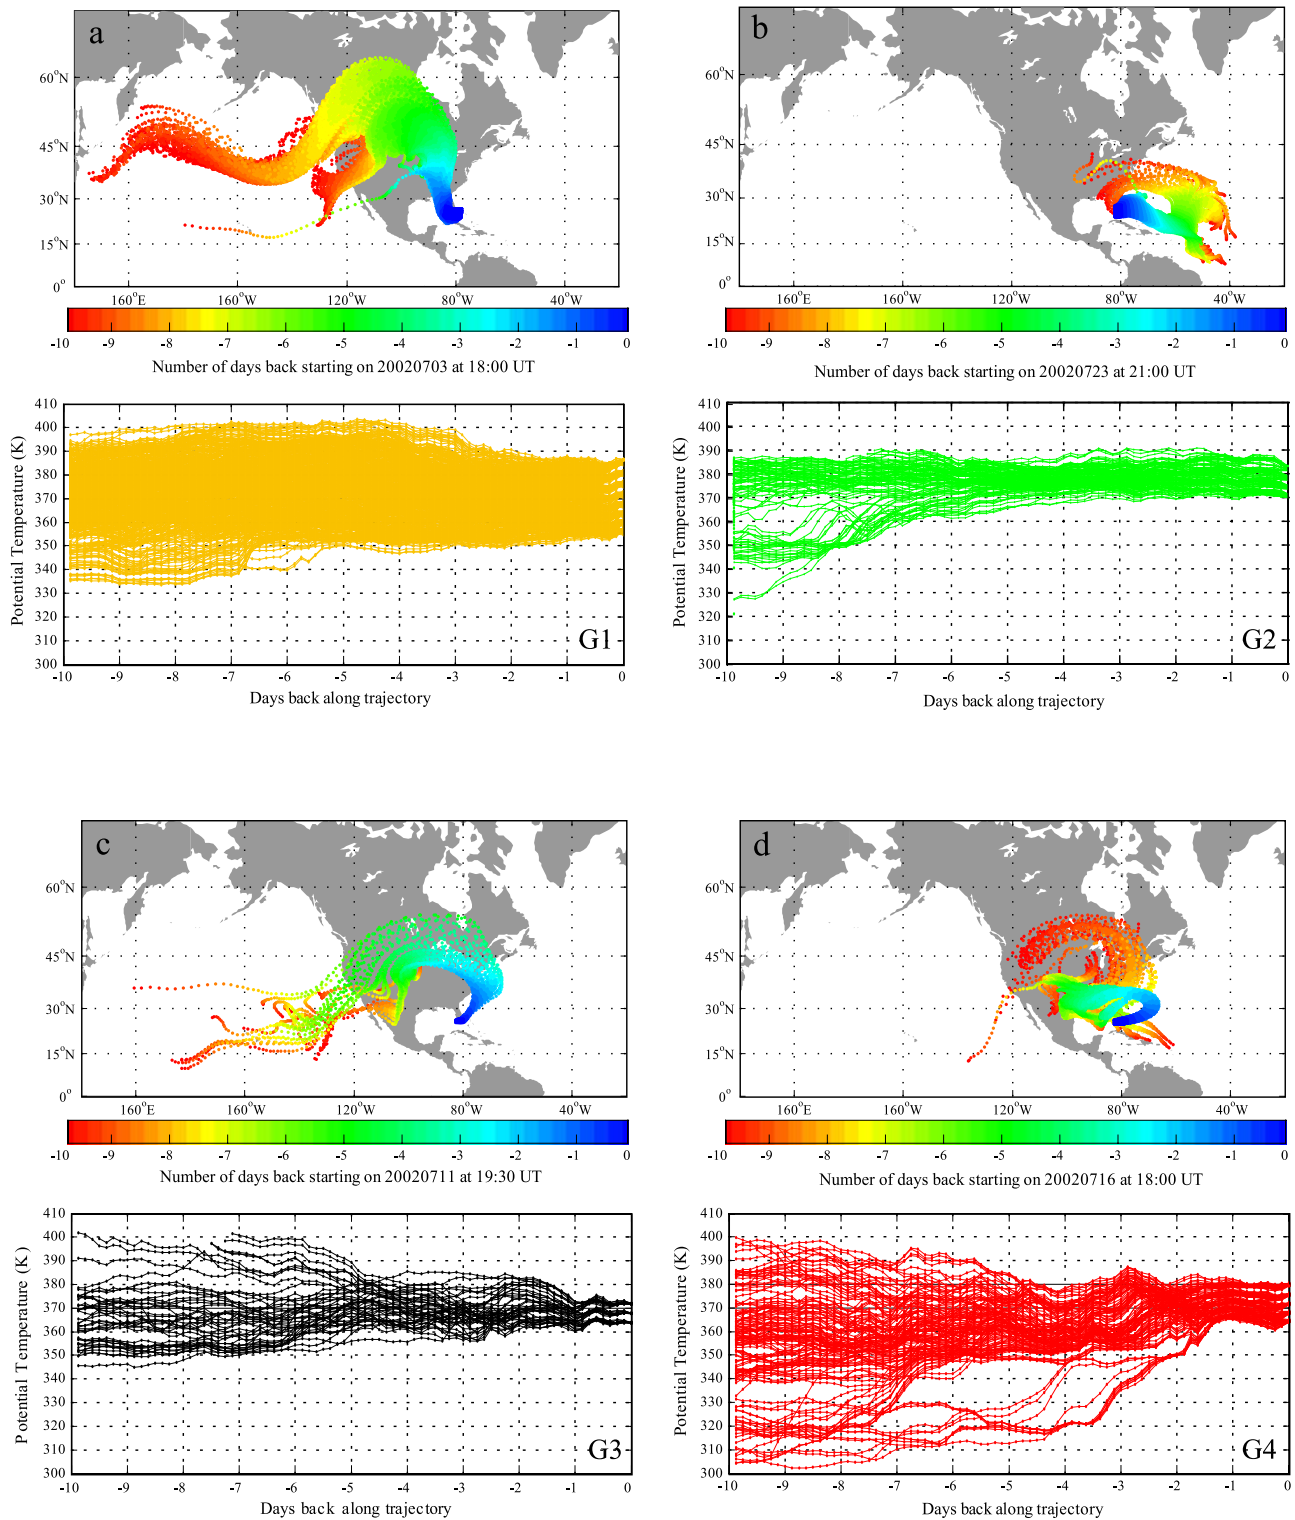 a
60°N
45°N
30°N
15°N
0°
160°E 160°W 120°W 80°W 40°W
-10 -9 -8 -7 -6 -5 -4 -3 -2 -1 0
Number of days back starting on 20020703 at 18:00 UT
410
400
390
380
370
360
350
340
330
320
310
300
Potential Temperature (K)
G1
-10 -9 -8 -7 -6 -5 -4 -3 -2 -1 0
Days back along trajectory
b
60°N
45°N
30°N
15°N
0°
160°E 160°W 120°W 80°W 40°W
-10 -9 -8 -7 -6 -5 -4 -3 -2 -1 0
Number of days back starting on 20020723 at 21:00 UT
410
400
390
380
370
360
350
340
330
320
310
300
Potential Temperature (K)
G2
-10 -9 -8 -7 -6 -5 -4 -3 -2 -1 0
Days back along trajectory
c
60°N
45°N
30°N
15°N
0°
160°E 160°W 120°W 80°W 40°W
-10 -9 -8 -7 -6 -5 -4 -3 -2 -1 0
Number of days back starting on 20020711 at 19:30 UT
410
400
390
380
370
360
350
340
330
320
310
300
Potential Temperature (K)
G3
-10 -9 -8 -7 -6 -5 -4 -3 -2 -1 0
Days back along trajectory
d
60°N
45°N
30°N
15°N
0°
160°E 160°W 120°W 80°W 40°W
-10 -9 -8 -7 -6 -5 -4 -3 -2 -1 0
Number of days back starting on 20020716 at 18:00 UT
410
400
390
380
370
360
350
340
330
320
310
300
Potential Temperature (K)
G4
-10 -9 -8 -7 -6 -5 -4 -3 -2 -1 0
Days back along trajectory